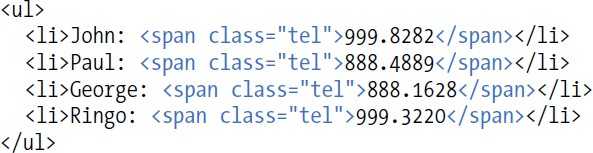 <ul>
<li>John: <span class="tel">999.8282</span></li>
<li>Paul: <span class="tel">888.4889</span></li>
<li>George: <span class="tel">888.1628</span></li>
<li>Ringo: <span class="tel">999.3220</span></li>
</ul>